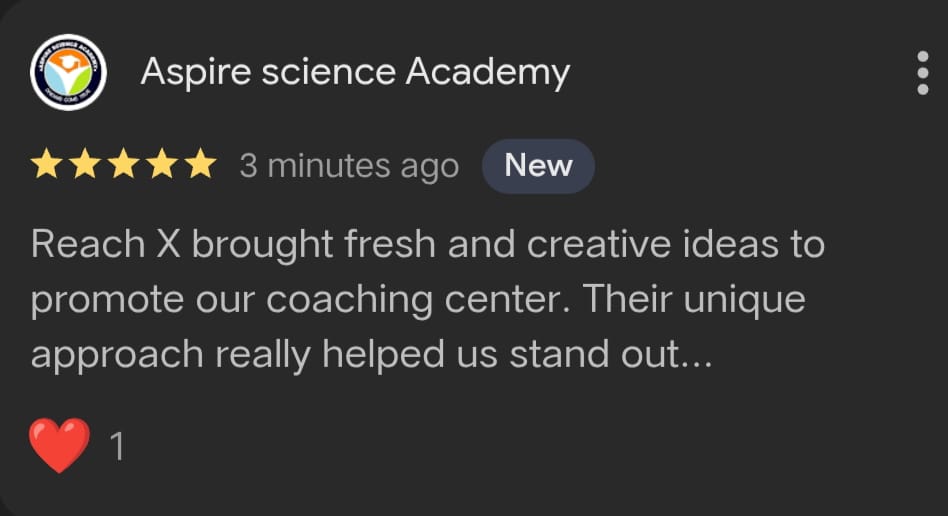 Aspire science Academy
3 minutes ago New
Reach X brought fresh and creative ideas to
promote our coaching center. Their unique
approach really helped us stand out...
1